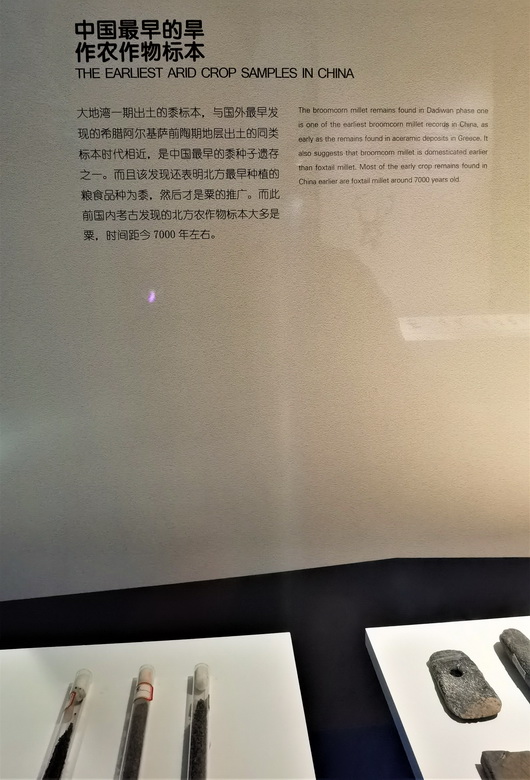 中国最早的旱
作农作物标本
THE EARLIEST ARID CROP SAMPLES IN CHINA
大地湾一期出土的黍标本，与国外最早发
现的希腊阿尔基萨前陶期地层出土的同类
标本时代相近，是中国最早的黍种子遗存
之一。而且该发现还表明北方最早种植的
粮食品种为黍，然后才是粟的推广。而此
前国内考古发现的北方农作物标本大多是
粟，时间距今 7000 年左右。
The broomcorn millet remains found in Dadiwan phase one
is one of the earliest broomcorn millet records in China, as
early as the remains found in aceramic deposits in Greece. It
also suggests that broomcorn millet is domesticated earlier
than foxtail millet. Most of the early crop remains found in
China earlier are foxtail millet around 7000 years old.